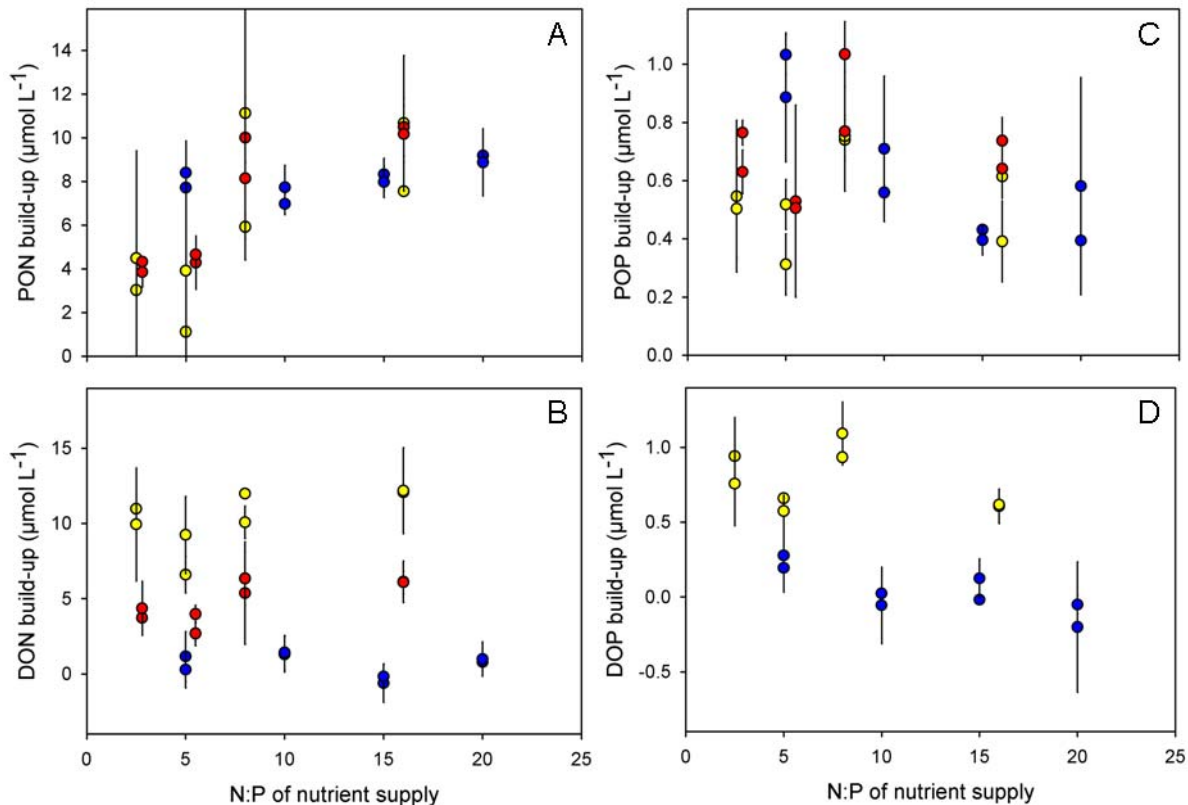 A
PON build-up (µmol L⁻¹)
14
12
10
8
6
4
2
0
C
POP build-up (µmol L⁻¹)
1.0
0.8
0.6
0.4
0.2
0.0
B
DON build-up (µmol L⁻¹)
15
10
5
0
0 5 10 15 20 25
N:P of nutrient supply
D
DOP build-up (µmol L⁻¹)
1.0
0.5
0.0
-0.5
0 5 10 15 20 25
N:P of nutrient supply